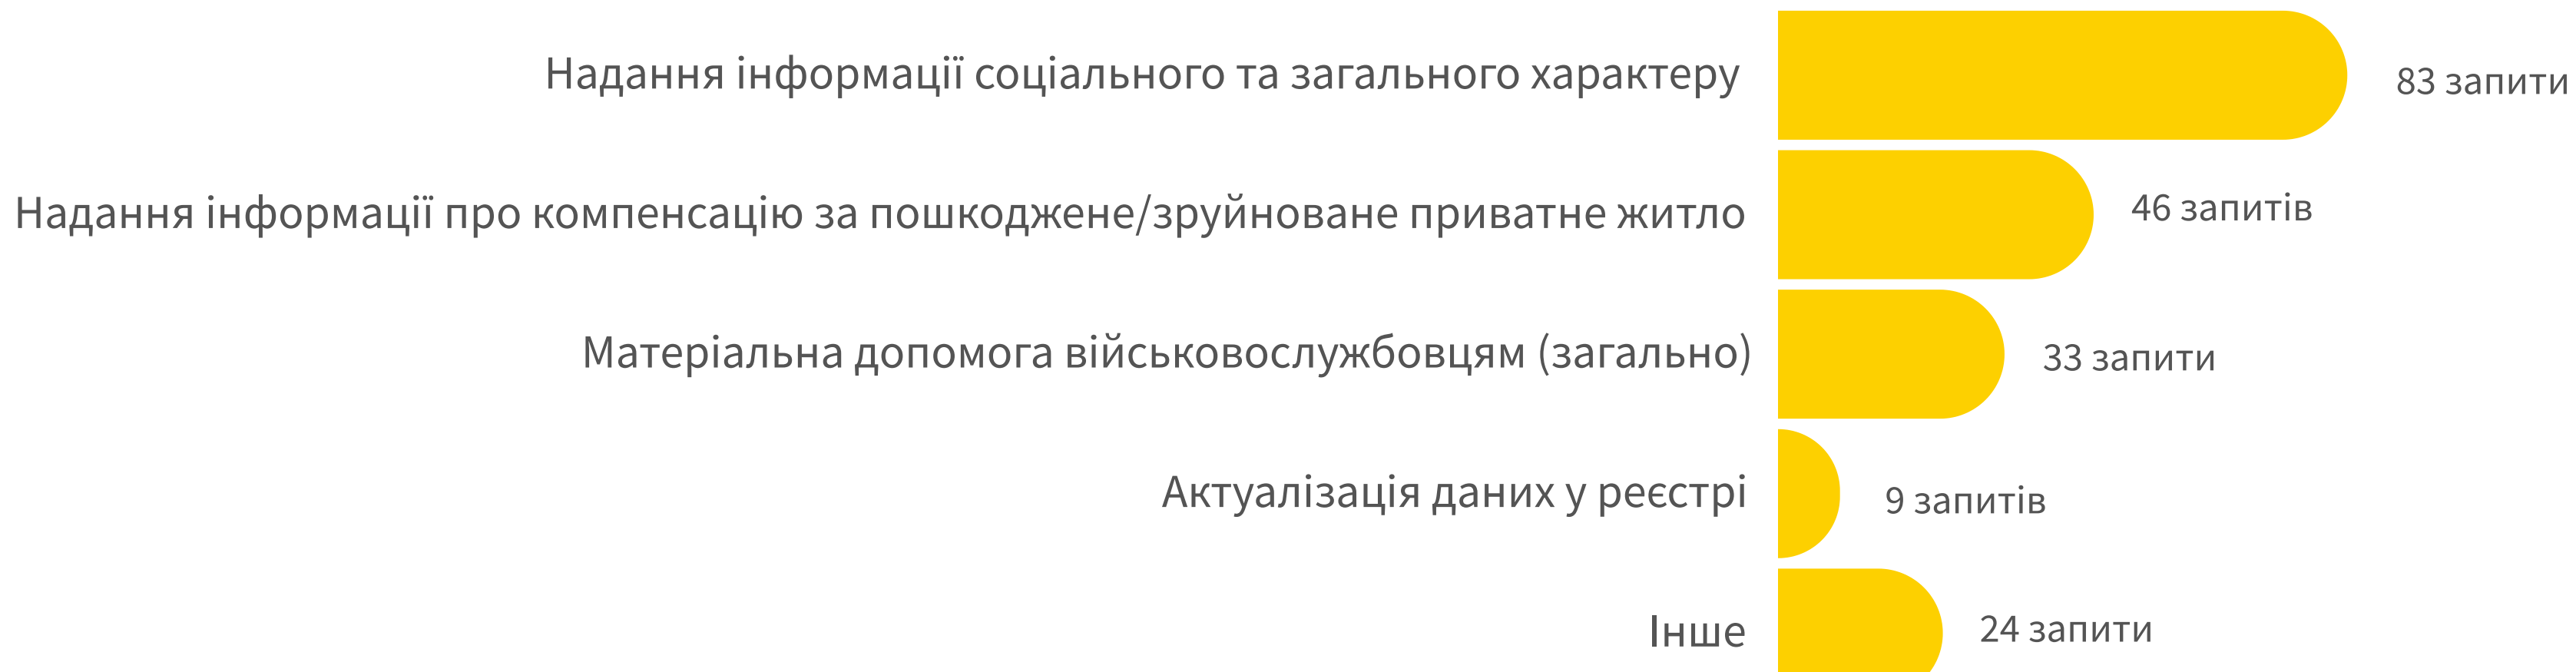 Надання інформації соціального та загального характеру 83 запити
Надання інформації про компенсацію за пошкоджене/зруйноване приватне житло 46 запитів
Матеріальна допомога військовослужбовцям (загально) 33 запити
Актуалізація даних у реєстрі 9 запитів
Інше 24 запити